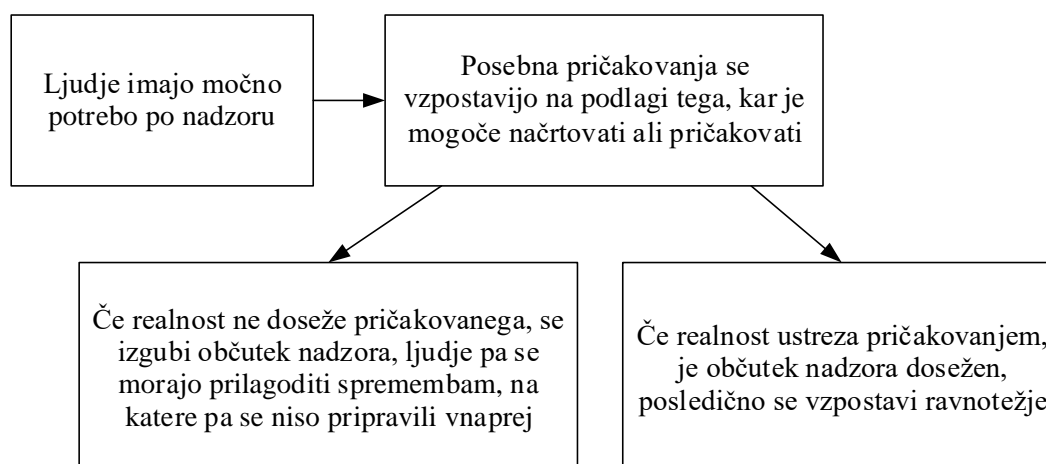 Ljudje imajo močno
potrebo po nadzoru
Posebna pričakovanja se
vzpostavijo na podlagi tega, kar je
mogoče načrtovati ali pričakovati
Če realnost ne doseže pričakovanega, se
izgubi občutek nadzora, ljudje pa se
morajo prilagoditi spremembam, na
katere pa se niso pripravili vnaprej
Če realnost ustreza pričakovanjem,
je občutek nadzora dosežen,
posledično se vzpostavi ravnotežje